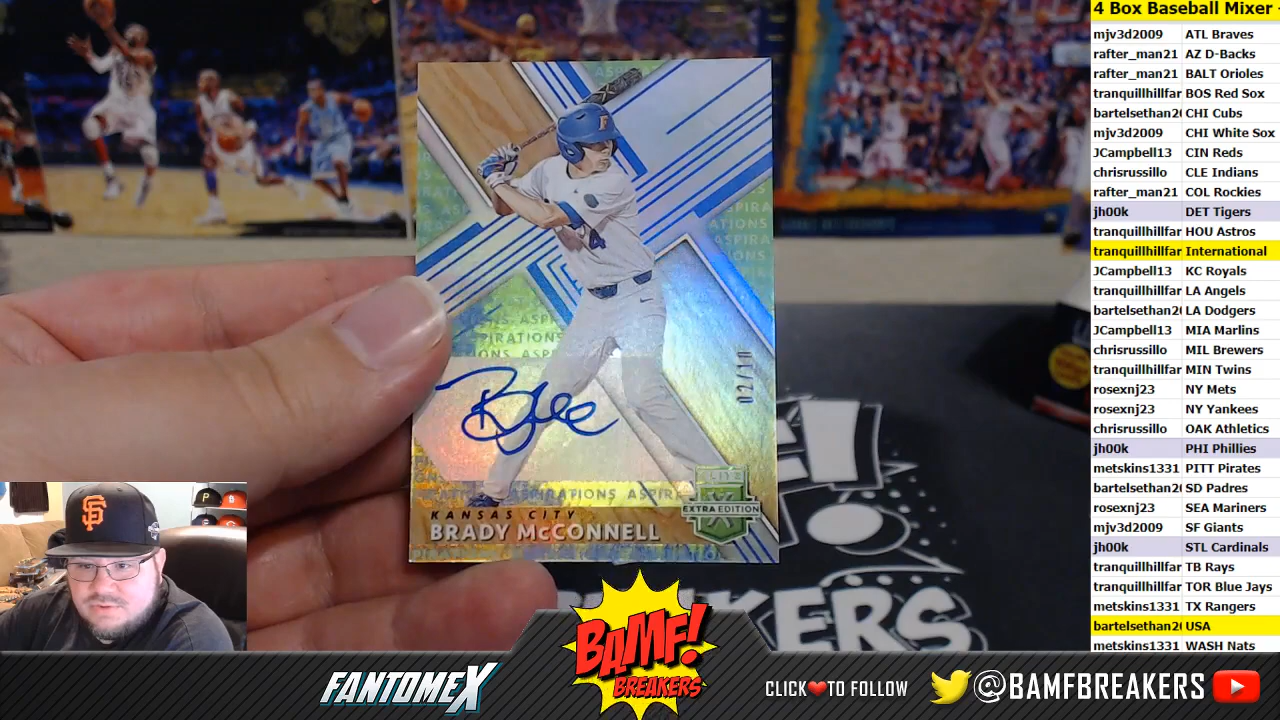 4 Box Baseball Mixer -
mjv3d2009 ATL Braves
rafter_man21 AZ D-Backs
rafter_man21 BALT Orioles
tranquillhillfar BOS Red Sox
bartelsethan2 CHI Cubs
mjv3d2009 CHI White Sox
JCampbell13 CIN Reds
chrisrussillo CLE Indians
rafter_man21 COL Rockies
jh00k DET Tigers
tranquillhillfar HOU Astros
tranquillhillfar International
JCampbell13 KC Royals
tranquillhillfar LA Angels
bartelsethan2 LA Dodgers
JCampbell13 MIA Marlins
chrisrussillo MIL Brewers
tranquillhillfar MIN Twins
rosexnj23 NY Mets
rosexnj23 NY Yankees
chrisrussillo OAK Athletics
jh00k PHI Phillies
metskins1331 PITT Pirates
bartelsethan2 SD Padres
rosexnj23 SEA Mariners
mjv3d2009 SF Giants
jh00k STL Cardinals
tranquillhillfar TB Rays
tranquillhillfar TOR Blue Jays
metskins1331 TX Rangers
bartelsethan2 USA
metskins1331 WASH Nats
F
4
02/10
ASPIRATIONS ASPIRA
ELITE
EXTRA EDITION
KANSAS CITY
BRADY McCONNELL
SF
P
KERS
FANTOMEX
BAMF!
BREAKERS
CLICK❤TO FOLLOW
@BAMFBREAKERS